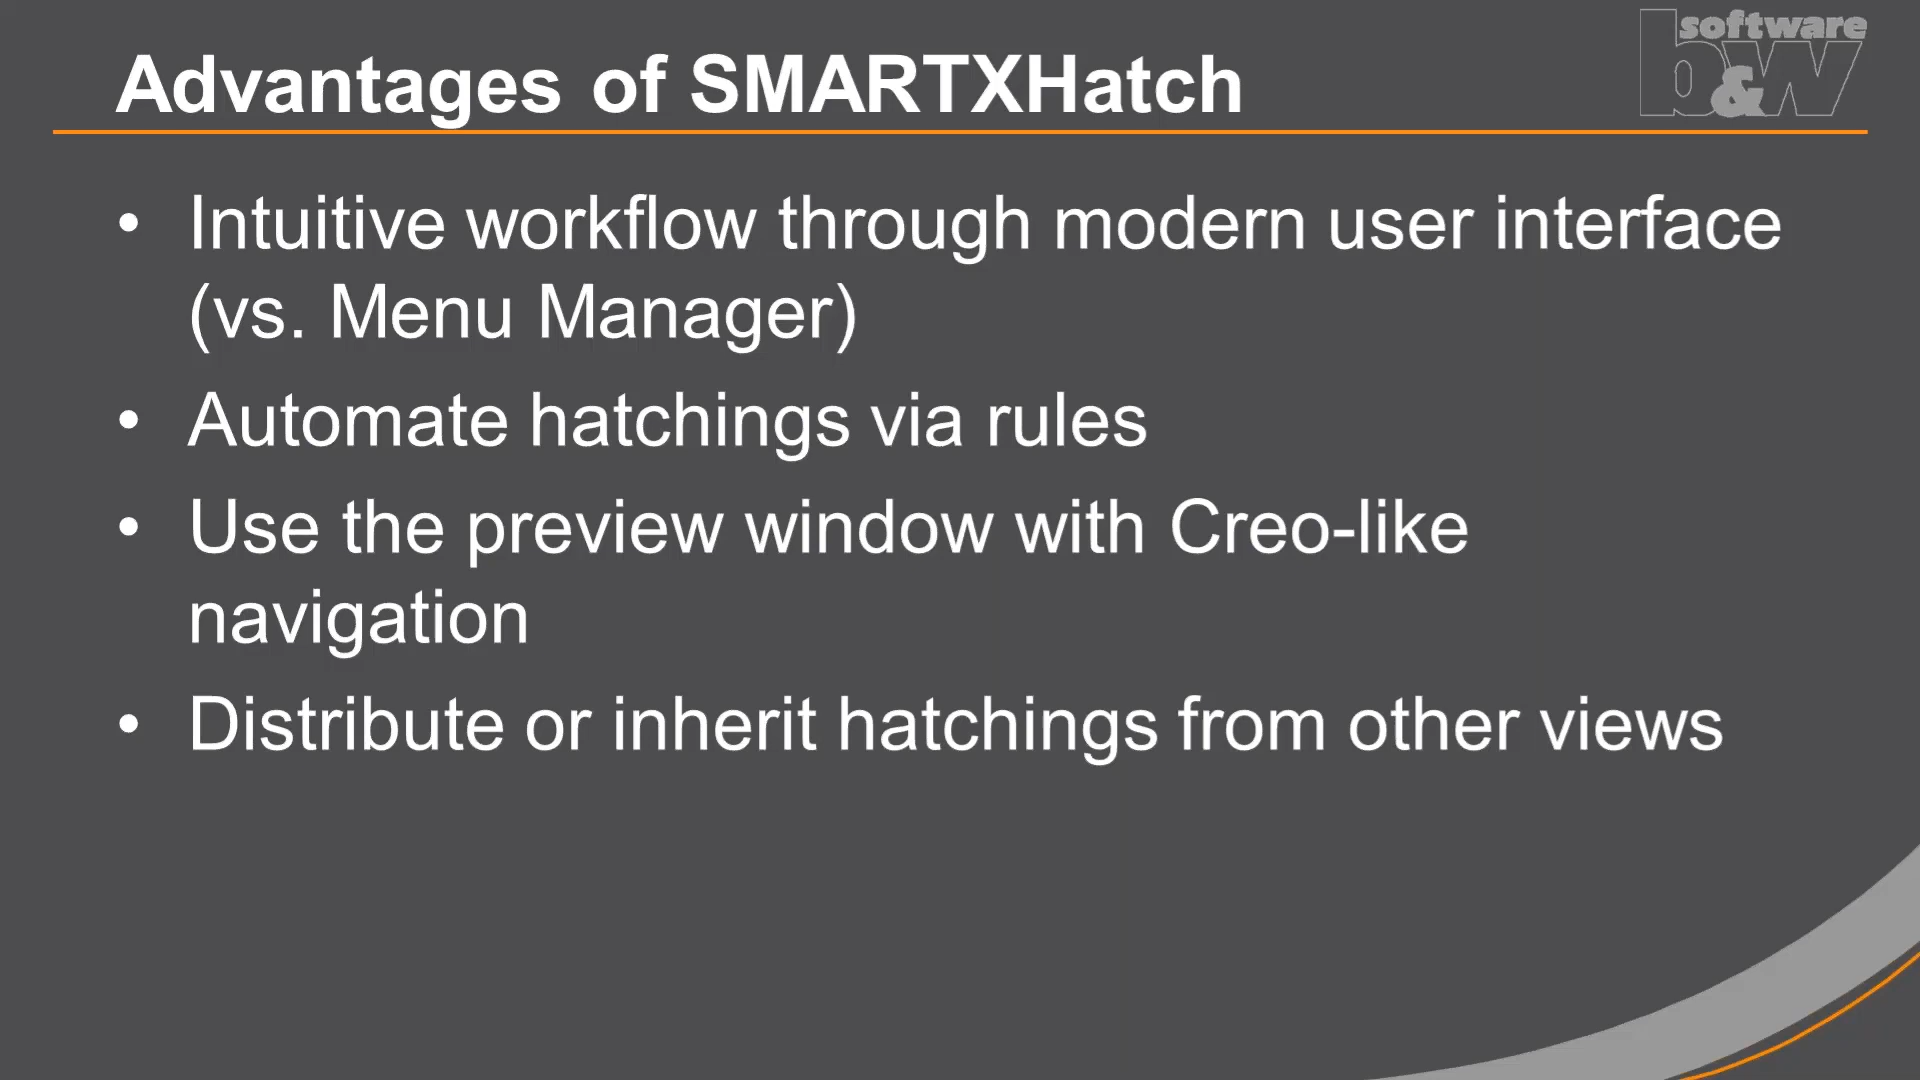 software
b&w
Advantages of SMARTXHatch
• Intuitive workflow through modern user interface
(vs. Menu Manager)
• Automate hatchings via rules
• Use the preview window with Creo-like
navigation
• Distribute or inherit hatchings from other views